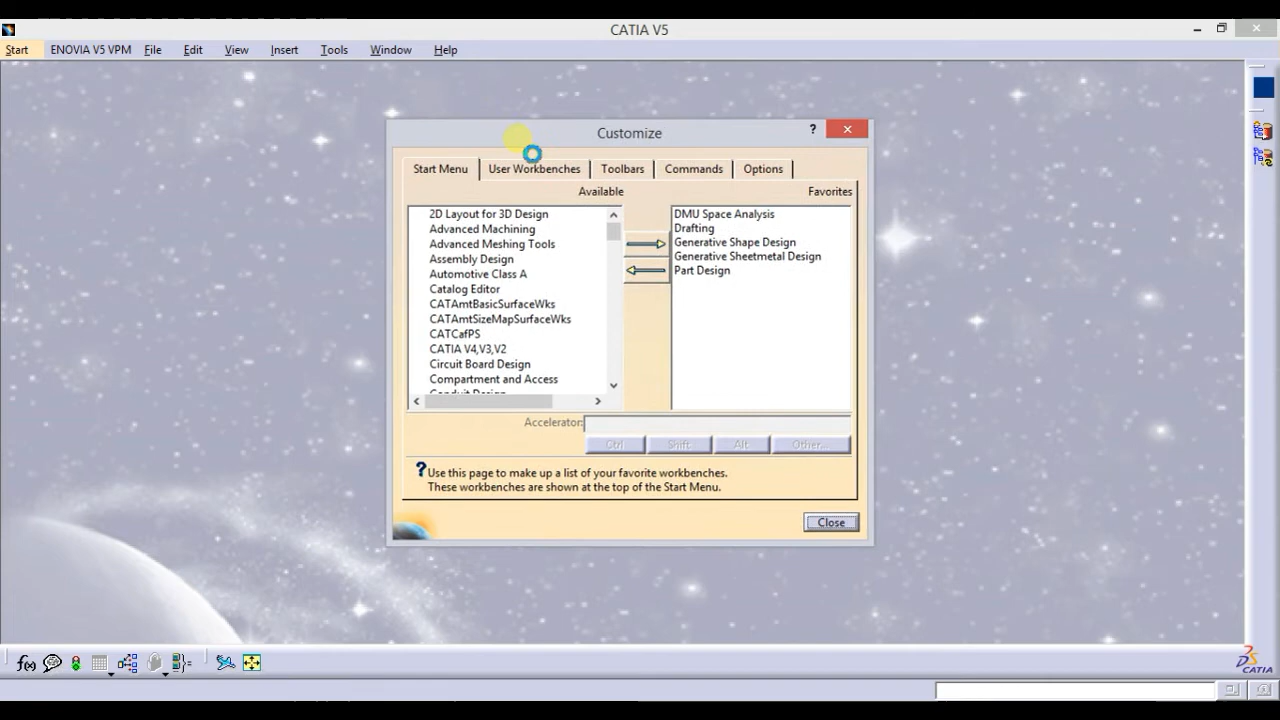 CATIA V5
Start ENOVIA V5 VPM File Edit View Insert Tools Window Help
Customize
?
Start Menu User Workbenches Toolbars Commands Options
Available Favorites
2D Layout for 3D Design
Advanced Machining
Advanced Meshing Tools
Assembly Design
Automotive Class A
Catalog Editor
CATAmtBasicSurfaceWks
CATAmtSizeMapSurfaceWks
CATCafPS
CATIA V4,V3,V2
Circuit Board Design
Compartment and Access
Conduit Design
DMU Space Analysis
Drafting
Generative Shape Design
Generative Sheetmetal Design
Part Design
Accelerator:
Ctrl Shift Alt Other...
? Use this page to make up a list of your favorite workbenches.
These workbenches are shown at the top of the Start Menu.
Close
f(x)
CATIA